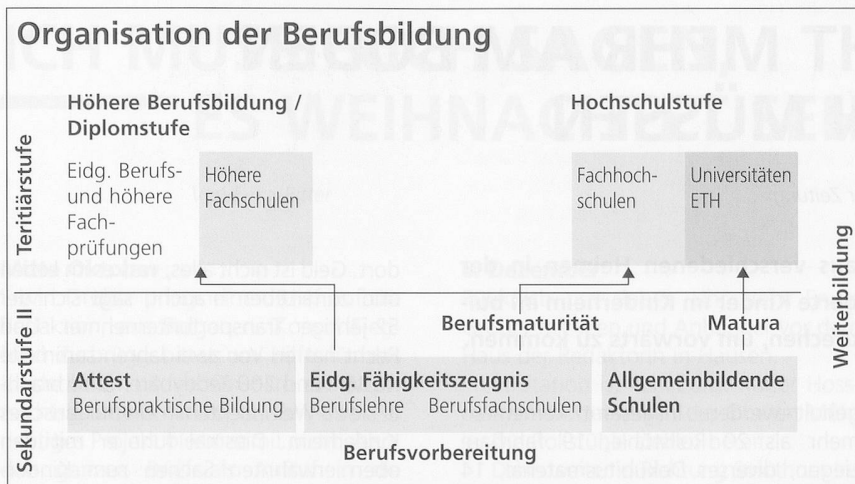 Organisation der Berufsbildung
Höhere Berufsbildung /
Diplomstufe
Hochschulstufe
Teritiärstufe
Eidg. Berufs-
und höhere
Fach-
prüfungen
Höhere
Fachschulen
Fachhoch-
schulen
Universitäten
ETH
Weiterbildung
Berufsmaturität
Matura
Sekundarstufe II
Attest
Berufspraktische Bildung
Eidg. Fähigkeitszeugnis
Berufslehre Berufsfachschulen
Allgemeinbildende
Schulen
Berufsvorbereitung